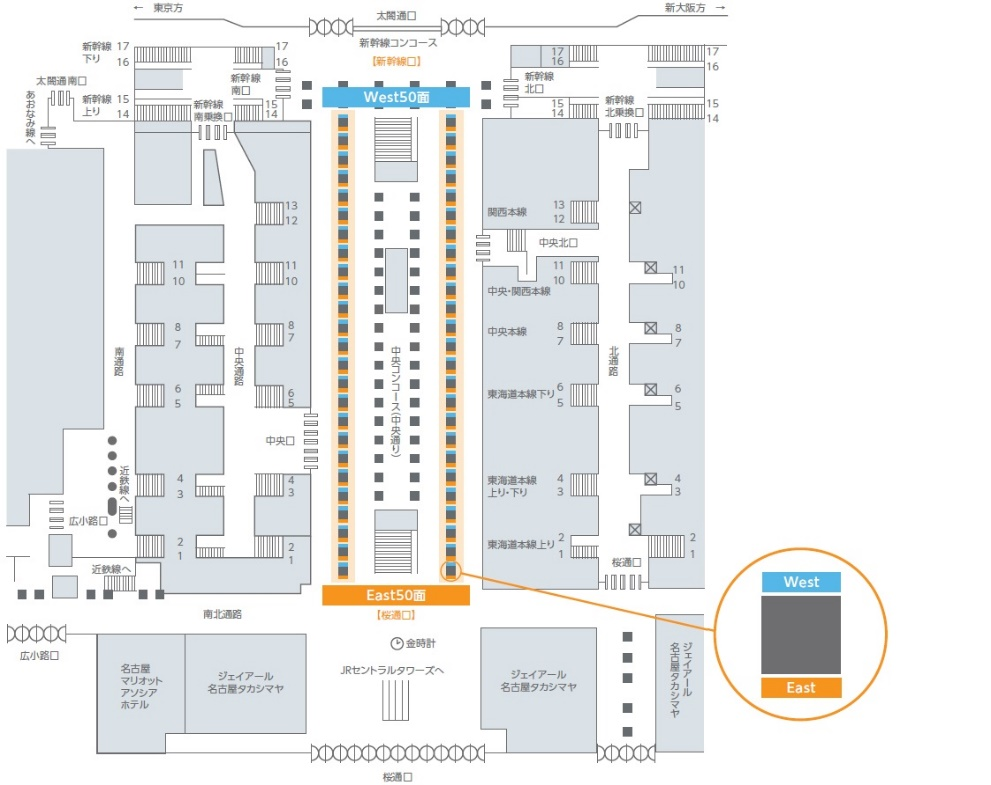 ← 東京方
新大阪方 →
太閤通口
新幹線コンコース
【新幹線口】
新幹線
下り
17
16
17
16
新幹線
南口
太閤通南口
あおなみ線へ
新幹線
上り
15
14
15
14
新幹線
南乗換口
West50面
17
16
17
16
新幹線
北口
15
14
15
14
新幹線
北乗換口
13
12
関西本線
13
12
中央北口
11
10
11
10
中央・関西本線
11
10
11
10
8
7
8
7
中央本線
8
7
8
7
南通路
中央通路
中央コンコース(中央通り)
北通路
6
5
6
5
東海道本線下り
6
5
6
5
中央口
近鉄線へ
4
3
4
3
東海道本線
上り・下り
4
3
4
3
広小路口
2
1
2
1
東海道本線上り
2
1
2
1
近鉄線へ
桜通口
East50面
【桜通口】
南北通路
広小路口
金時計
JRセントラルタワーズへ
名古屋
マリオット
アソシア
ホテル
ジェイアール
名古屋タカシマヤ
ジェイアール
名古屋タカシマヤ
ジェイアール
名古屋タカシマヤ
桜通口
West
East